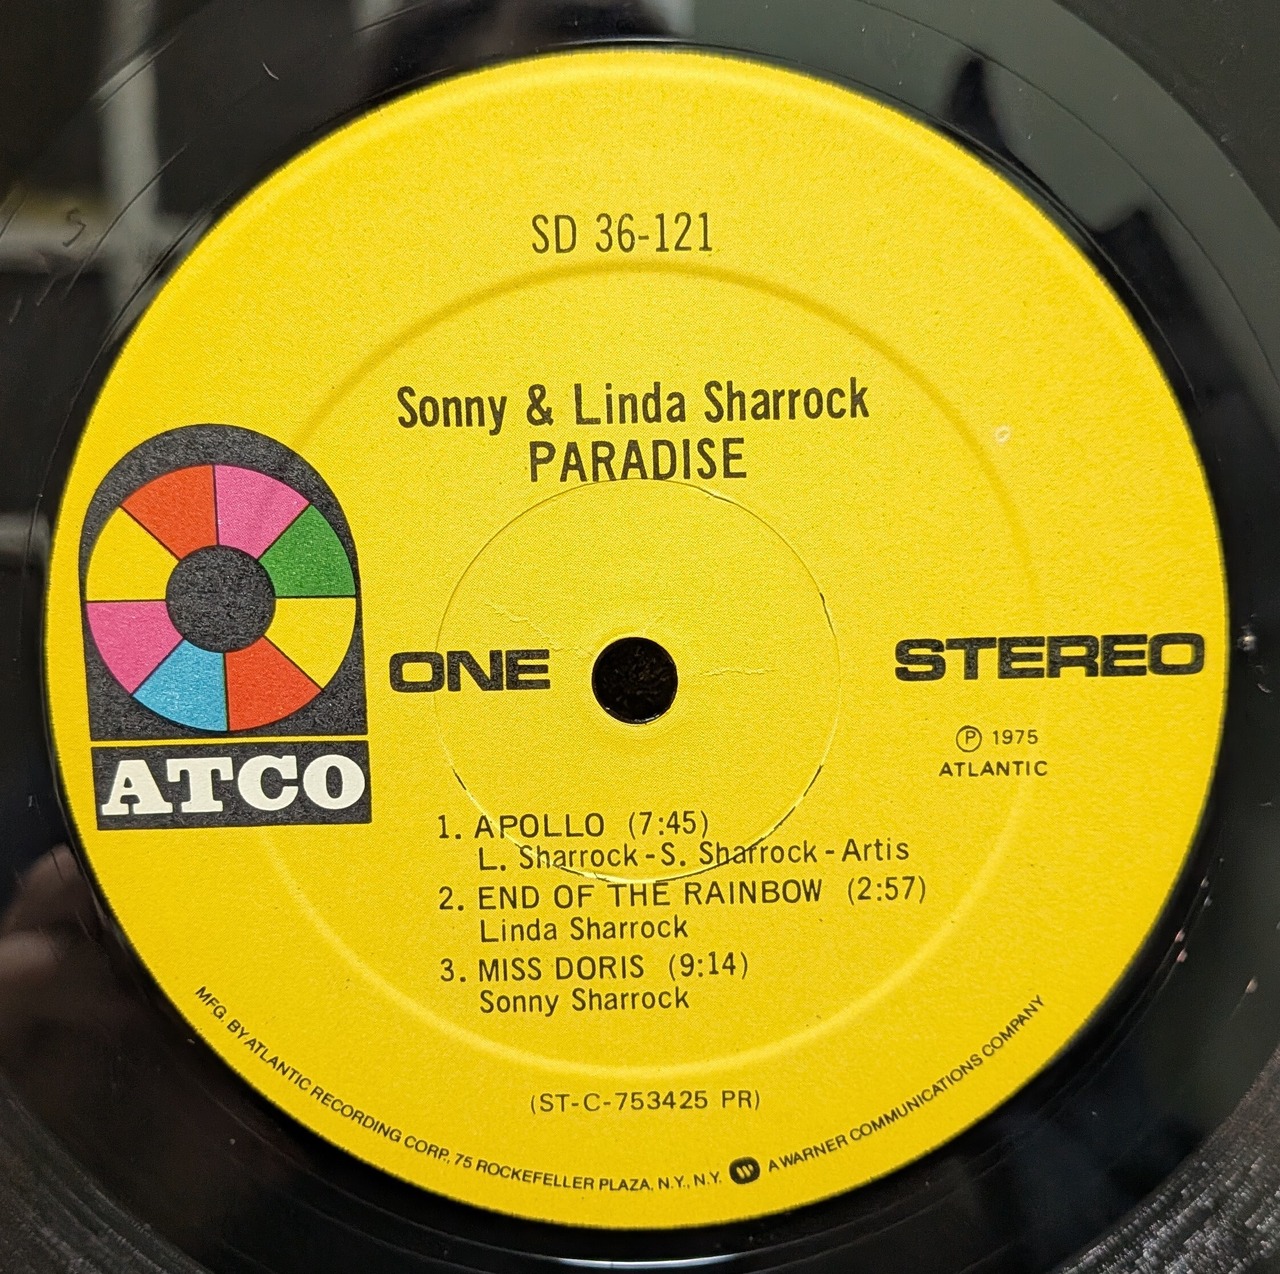 SD 36-121
Sonny & Linda Sharrock
PARADISE
ATCO
ONE
STEREO
Ⓟ 1975
ATLANTIC
1. APOLLO (7:45)
L. Sharrock - S. Sharrock - Artis
2. END OF THE RAINBOW (2:57)
Linda Sharrock
3. MISS DORIS (9:14)
Sonny Sharrock
(ST-C-753425 PR)
MFG. BY ATLANTIC RECORDING CORP., 75 ROCKEFELLER PLAZA, N.Y., N.Y. W A WARNER COMMUNICATIONS COMPANY